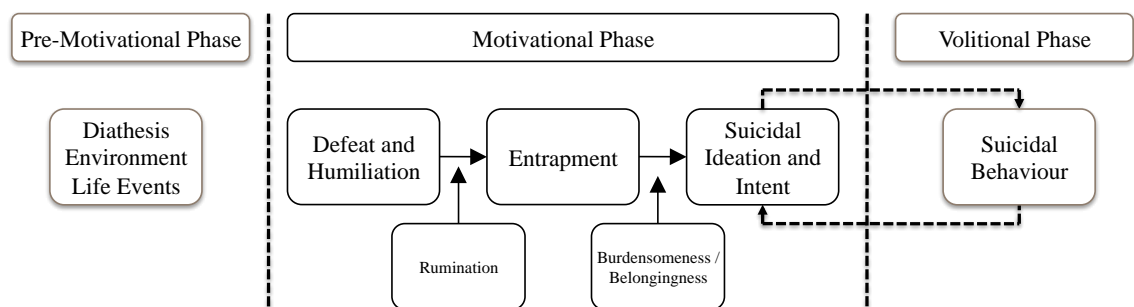 Pre-Motivational Phase
Motivational Phase
Volitional Phase
Diathesis
Environment
Life Events
Defeat and
Humiliation
Entrapment
Suicidal
Ideation and
Intent
Suicidal
Behaviour
Rumination
Burdensomeness /
Belongingness